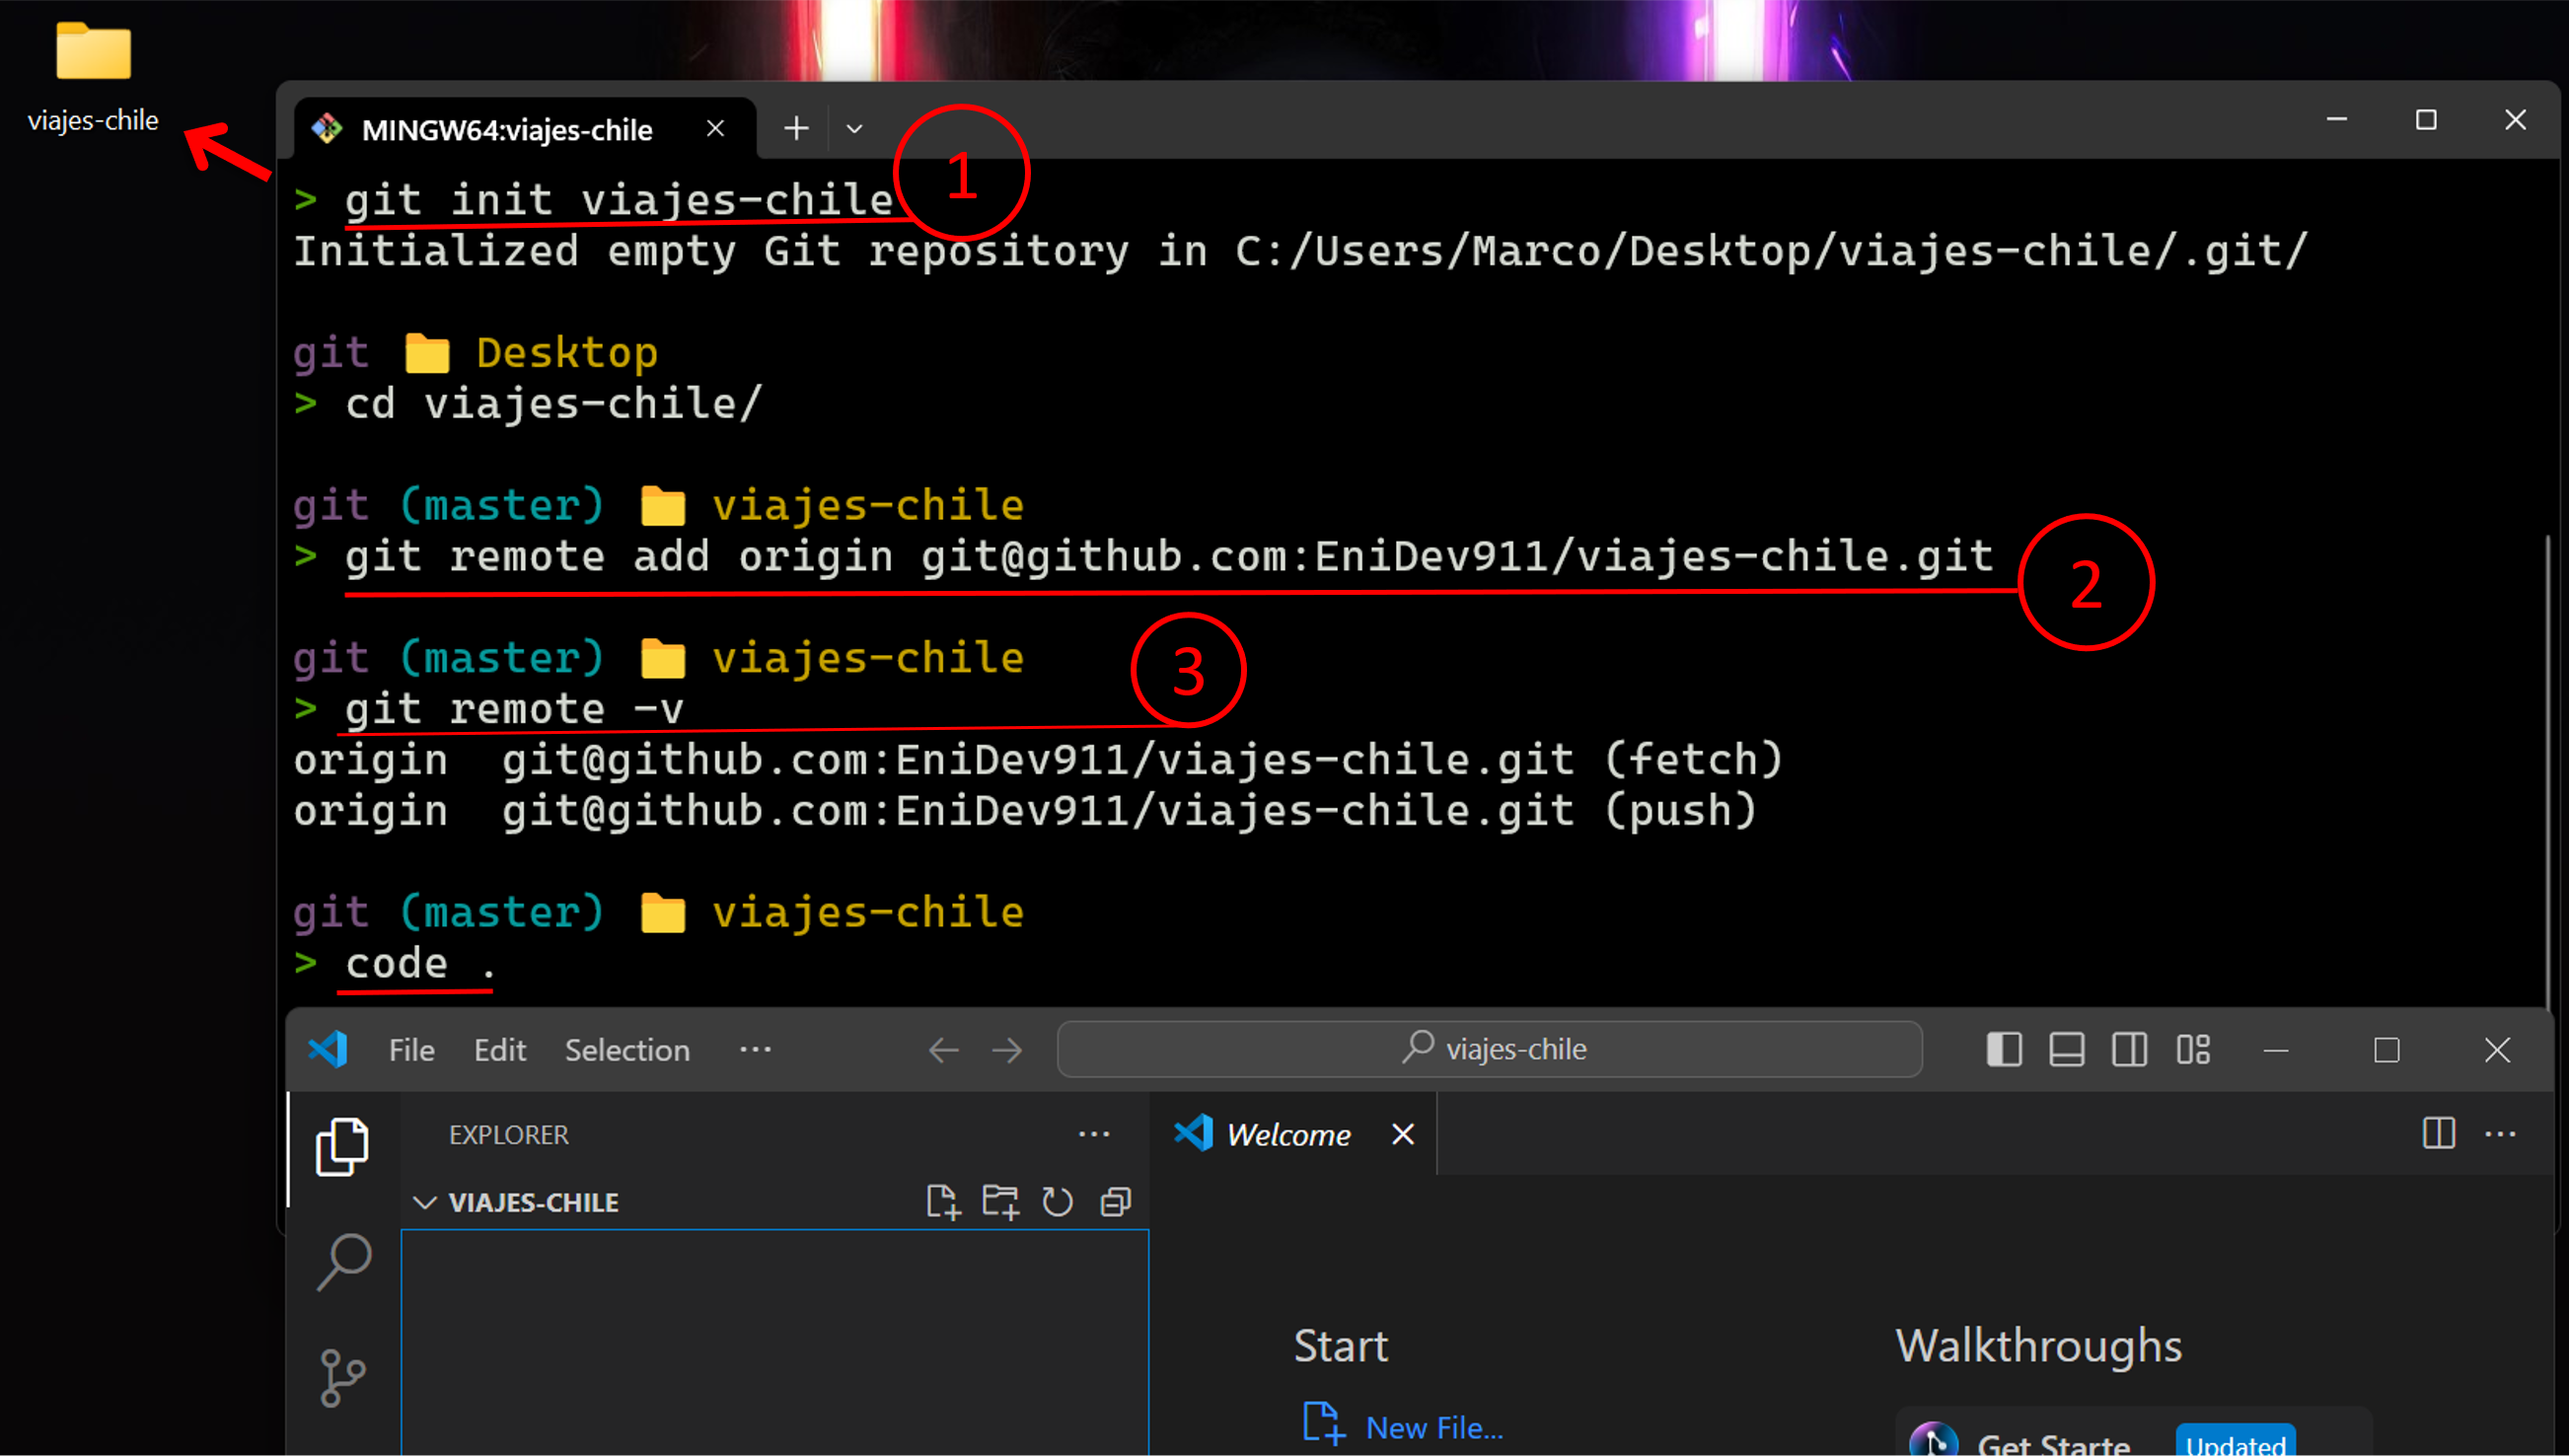 viajes-chile
MINGW64:viajes-chile
1
> git init viajes-chile
Initialized empty Git repository in C:/Users/Marco/Desktop/viajes-chile/.git/
git Desktop
> cd viajes-chile/
git (master) viajes-chile
> git remote add origin git@github.com:EniDev911/viajes-chile.git
2
git (master) viajes-chile
3
> git remote -v
origin git@github.com:EniDev911/viajes-chile.git (fetch)
origin git@github.com:EniDev911/viajes-chile.git (push)
git (master) viajes-chile
> code .
File Edit Selection ··· viajes-chile
EXPLORER ···
Welcome
VIAJES-CHILE
Start
Walkthroughs
New File...
Get Starte
Updated